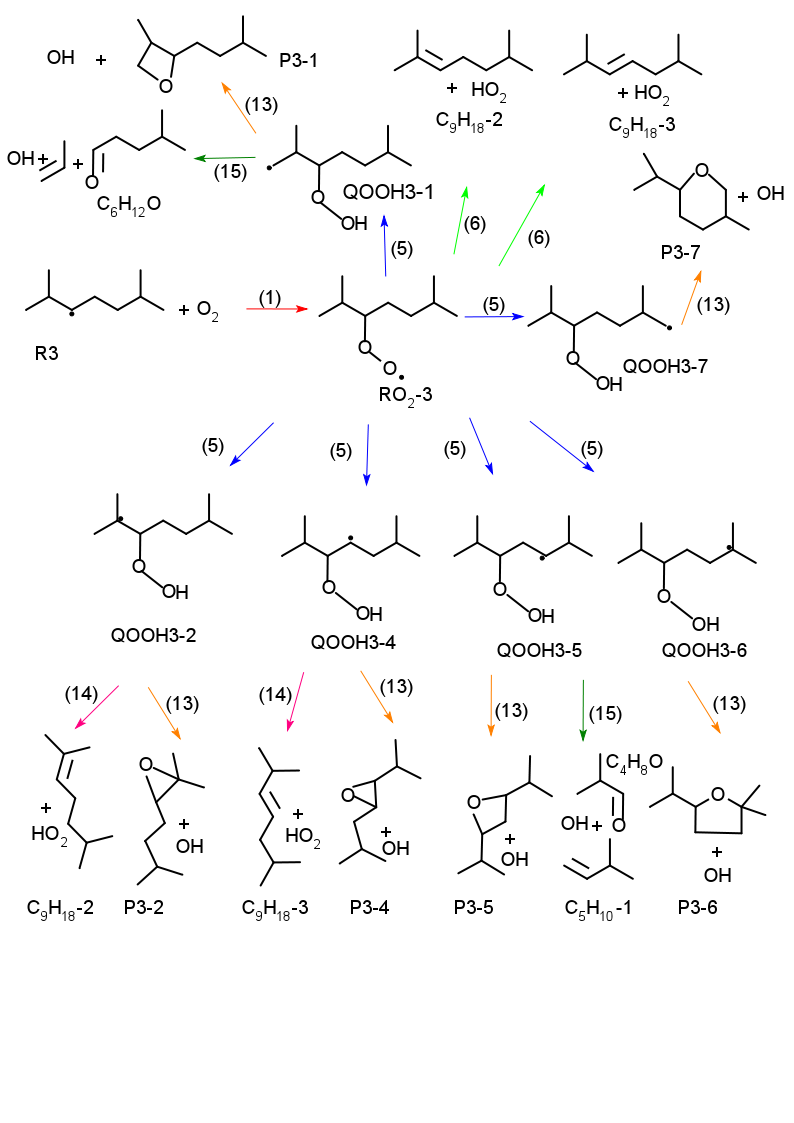 OH + O P3-1
+ HO2
C9H18-2
+ HO2
C9H18-3
(13)
OH + + O
(15)
C6H12O
O
OH
QOOH3-1
(6)
(6)
O
+ OH
P3-7
(5)
(13)
+ O2
(1)
(5)
R3
O
O
RO2-3
O
OH
QOOH3-7
(5)
(5)
(5)
(5)
O
OH
QOOH3-2
O
OH
QOOH3-4
O
OH
QOOH3-5
O
OH
QOOH3-6
(14)
(13)
(14)
(13)
(13)
(15)
(13)
+
HO2
O
+
OH
+
HO2
O
+
OH
O
+
OH
C4H8O
OH + O
O
+
OH
C9H18-2 P3-2 C9H18-3 P3-4 P3-5 C5H10-1 P3-6